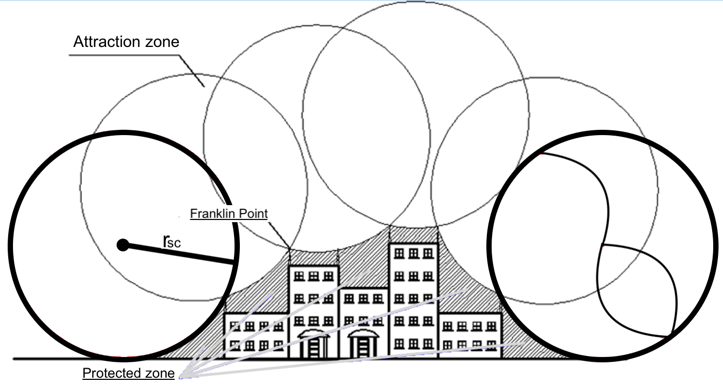 Attraction zone
Franklin Point
rsc
Protected zone